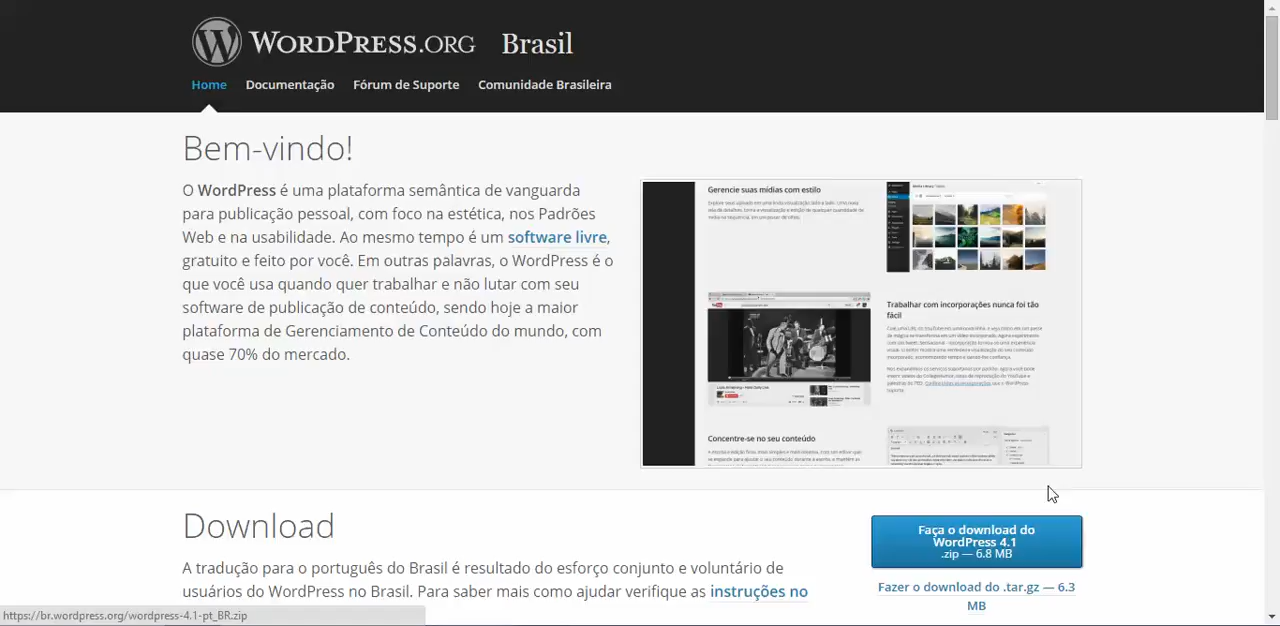 WORDPRESS.ORG Brasil
Home Documentação Fórum de Suporte Comunidade Brasileira
Bem-vindo!
O WordPress é uma plataforma semântica de vanguarda
para publicação pessoal, com foco na estética, nos Padrões
Web e na usabilidade. Ao mesmo tempo é um software livre,
gratuito e feito por você. Em outras palavras, o WordPress é o
que você usa quando quer trabalhar e não lutar com seu
software de publicação de conteúdo, sendo hoje a maior
plataforma de Gerenciamento de Conteúdo do mundo, com
quase 70% do mercado.
Gerencie suas mídias com estilo
Trabalhar com incorporações nunca foi tão
fácil
Concentre-se no seu conteúdo
Download
A tradução para o português do Brasil é resultado do esforço conjunto e voluntário de
usuários do WordPress no Brasil. Para saber mais como ajudar verifique as instruções no
Faça o download do
WordPress 4.1
.zip — 6.8 MB
Fazer o download do .tar.gz — 6.3
MB
https://br.wordpress.org/wordpress-4.1-pt_BR.zip